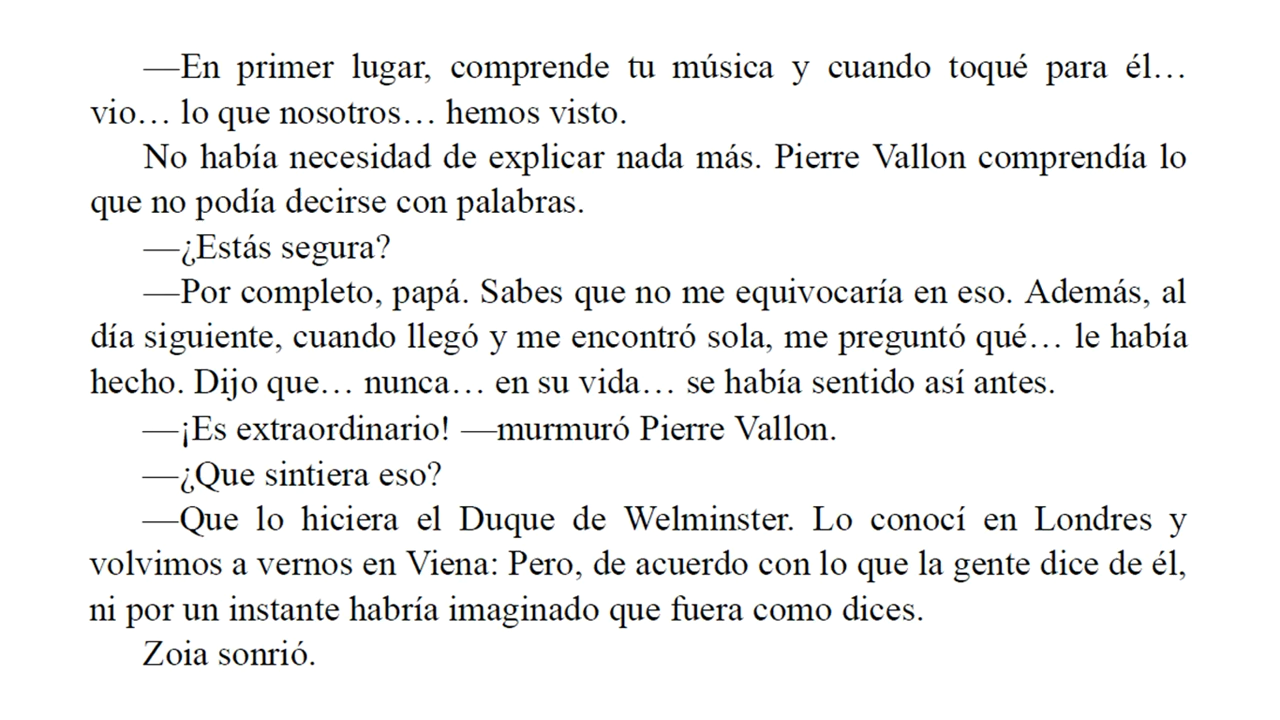 —En primer lugar, comprende tu música y cuando toqué para él…
vio… lo que nosotros… hemos visto.
No había necesidad de explicar nada más. Pierre Vallon comprendía lo
que no podía decirse con palabras.
—¿Estás segura?
—Por completo, papá. Sabes que no me equivocaría en eso. Además, al
día siguiente, cuando llegó y me encontró sola, me preguntó qué… le había
hecho. Dijo que… nunca… en su vida… se había sentido así antes.
—¡Es extraordinario! —murmuró Pierre Vallon.
—¿Que sintiera eso?
—Que lo hiciera el Duque de Welminster. Lo conocí en Londres y
volvimos a vernos en Viena: Pero, de acuerdo con lo que la gente dice de él,
ni por un instante habría imaginado que fuera como dices.
Zoia sonrió.